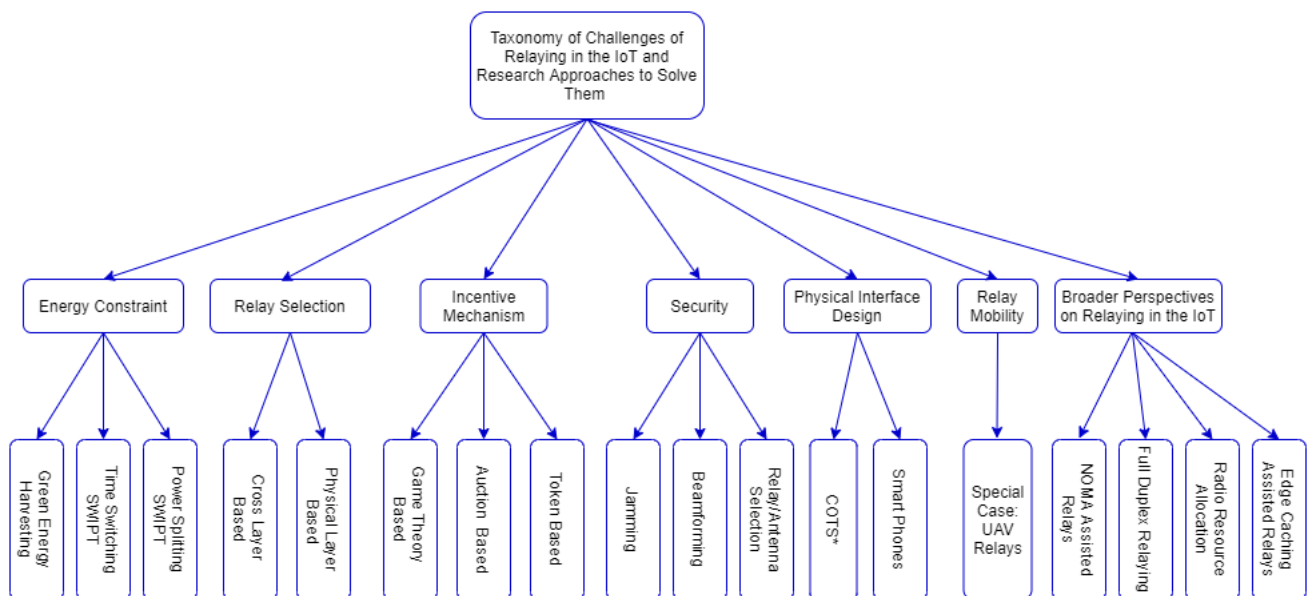 Taxonomy of Challenges of
Relaying in the IoT and
Research Approaches to Solve
Them
Energy Constraint
Relay Selection
Incentive
Mechanism
Security
Physical Interface
Design
Relay
Mobility
Broader Perspectives
on Relaying in the IoT
Green Energy
Harvesting
Time Switching
SWIPT
Power Splitting
SWIPT
Cross Layer
Based
Physical Layer
Based
Game Theory
Based
Auction Based
Token Based
Jamming
Beamforming
Relay/Antenna
Selection
COTS*
Smart Phones
Special
Case:
UAV
Relays
NOMA Assisted
Relays
Full Duplex Relaying
Radio Resource
Allocation
Edge Caching
Assisted Relays